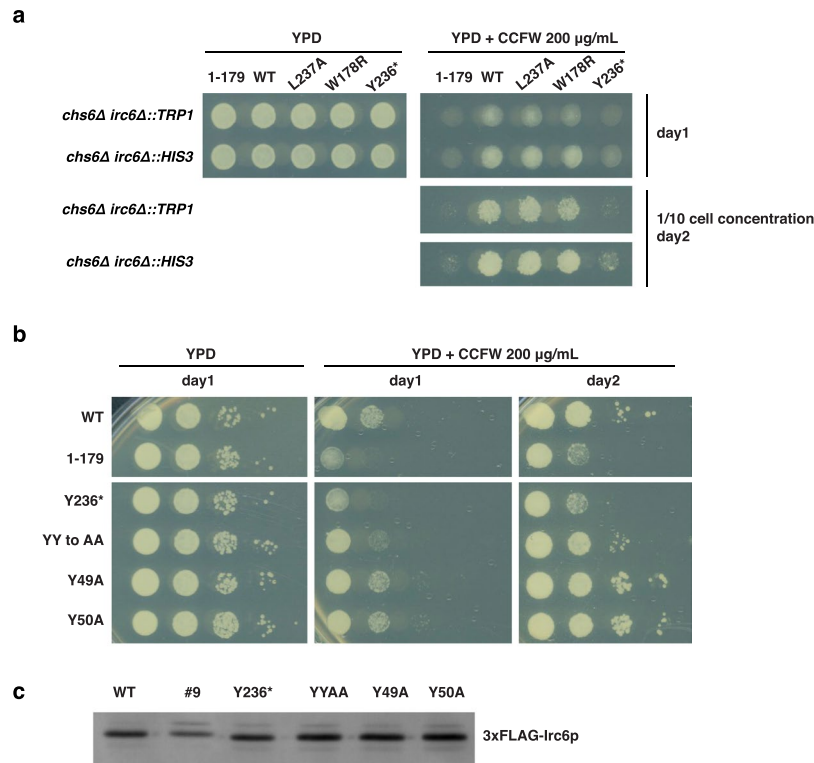 a
YPD
YPD + CCFW 200 µg/mL
1-179 WT L237A W178R Y236*
1-179 WT L237A W178R Y236*
chs6Δ irc6Δ::TRP1
chs6Δ irc6Δ::HIS3
day1
chs6Δ irc6Δ::TRP1
chs6Δ irc6Δ::HIS3
1/10 cell concentration
day2
b
YPD
YPD + CCFW 200 µg/mL
day1
day1
day2
WT
1-179
Y236*
YY to AA
Y49A
Y50A
c
WT #9 Y236* YYAA Y49A Y50A
3xFLAG-Irc6p